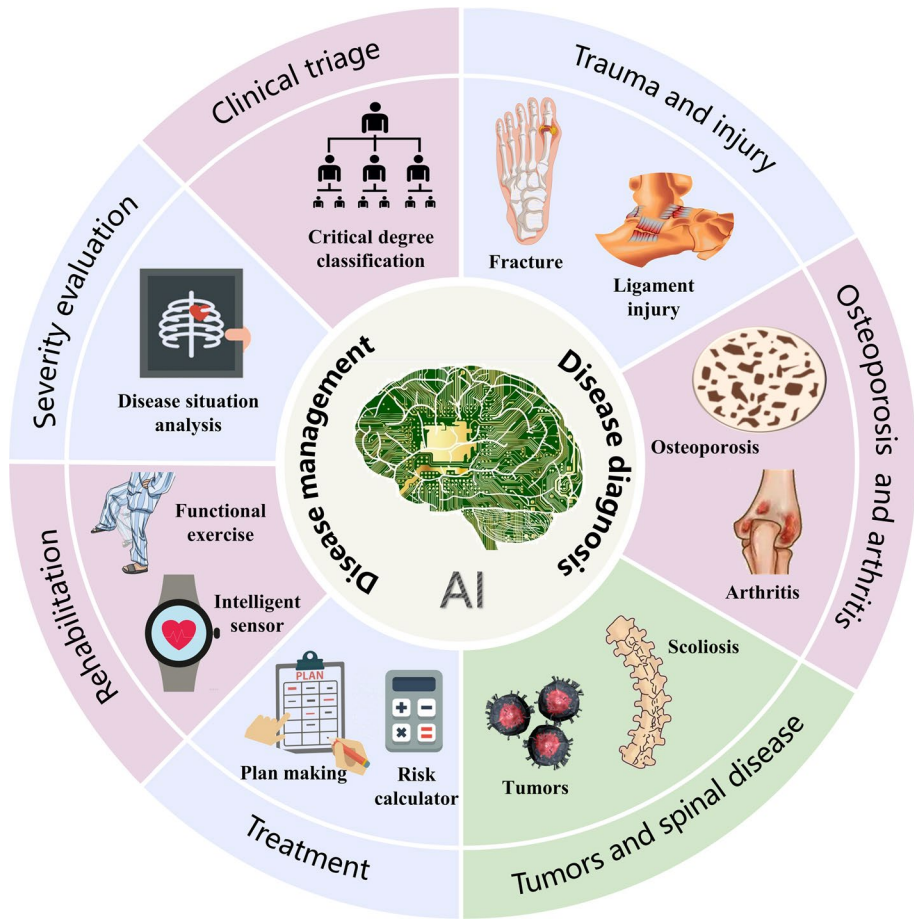 Clinical triage
Critical degree
classification
Trauma and injury
Fracture
Ligament
injury
Osteoporosis and arthritis
Osteoporosis
Arthritis
Tumors and spinal disease
Scoliosis
Tumors
Treatment
PLAN
Plan making
Risk
calculator
Rehabilitation
Functional
exercise
Intelligent
sensor
Severity evaluation
Disease situation
analysis
Disease management
Disease diagnosis
AI